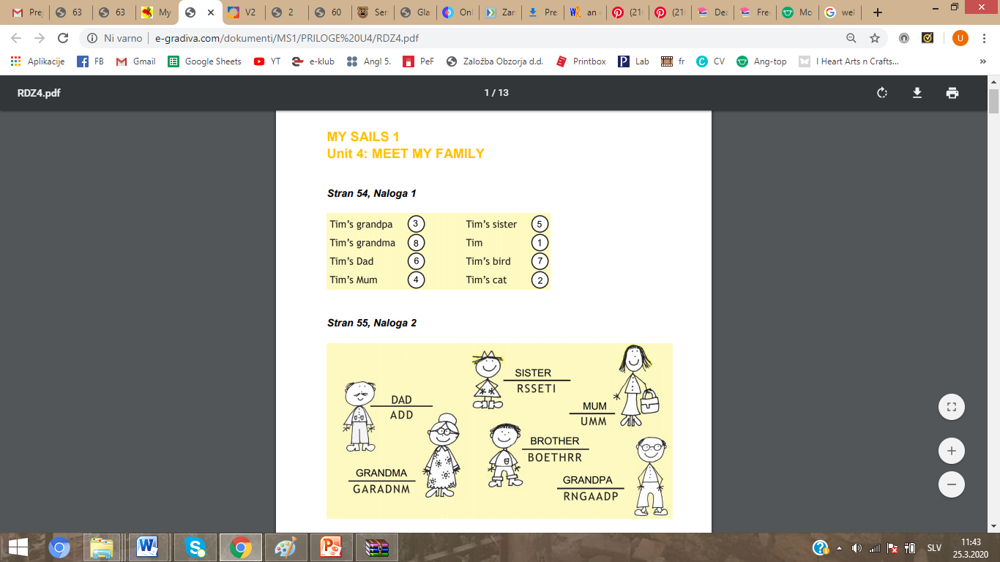 Pre
63
63
My
V2
2
60
Ser
Gla
Onl
Zar
Pre
an
(21
(21
Dea
Fre
Mo
wel
Ni varno | e-gradiva.com/dokumenti/MS1/PRILOGE%20U4/RDZ4.pdf
Aplikacije FB Gmail Google Sheets YT e-klub Angl 5. PeF Založba Obzorja d.d. Printbox Lab fr CV Ang-top I Heart Arts n Crafts... »
RDZ4.pdf 1 / 13
MY SAILS 1
Unit 4: MEET MY FAMILY
Stran 54, Naloga 1
Tim's grandpa 3 Tim's sister 5
Tim's grandma 8 Tim 1
Tim's Dad 6 Tim's bird 7
Tim's Mum 4 Tim's cat 2
Stran 55, Naloga 2
SISTER
RSSETI
DAD
ADD
MUM
UMM
BROTHER
BOETHRR
GRANDMA
GARADNM
GRANDPA
RNGAADP
SLV
11:43
25.3.2020